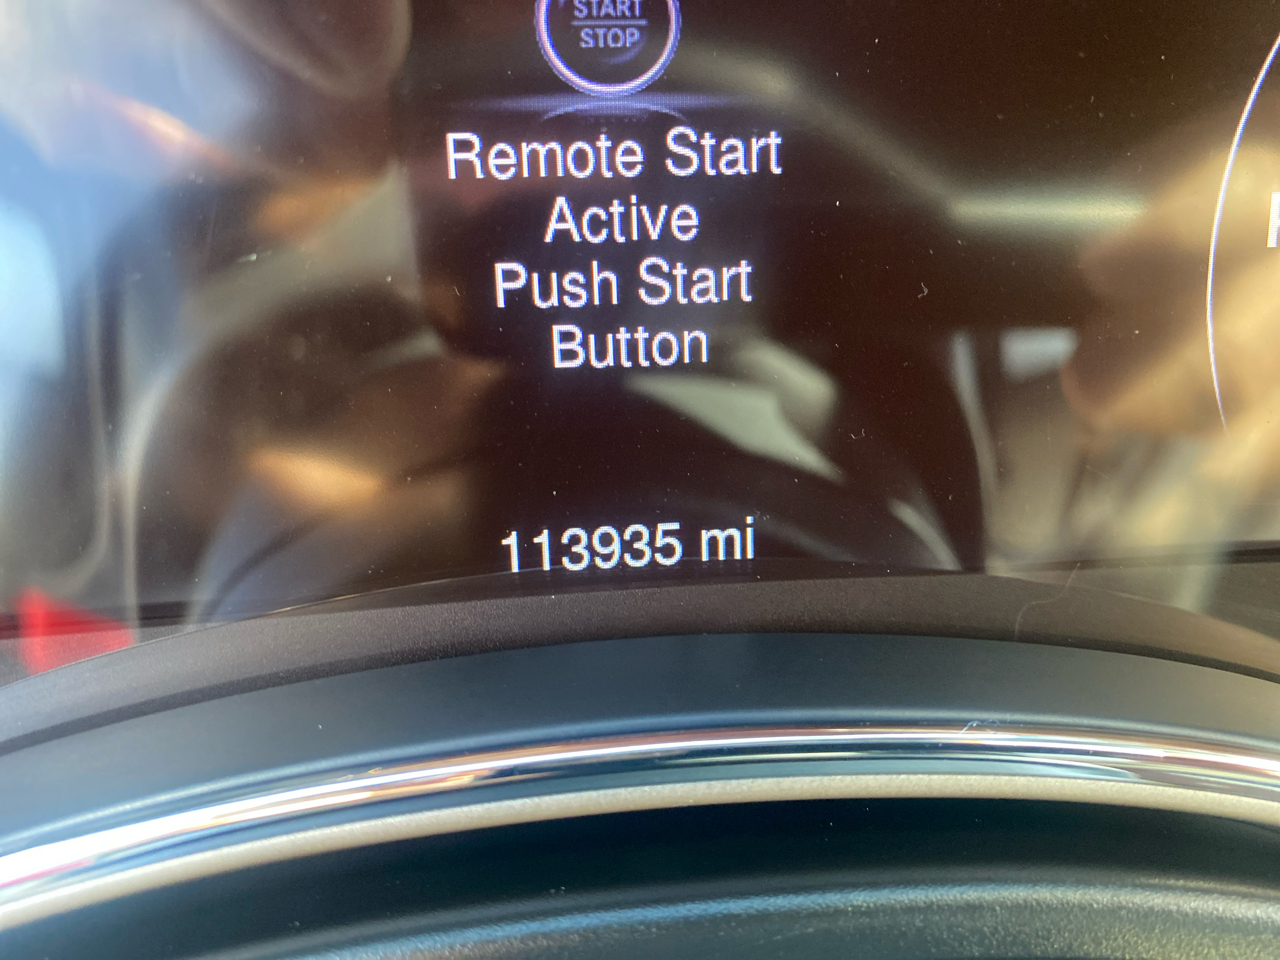 START
STOP
Remote Start
Active
Push Start
Button
113935 mi